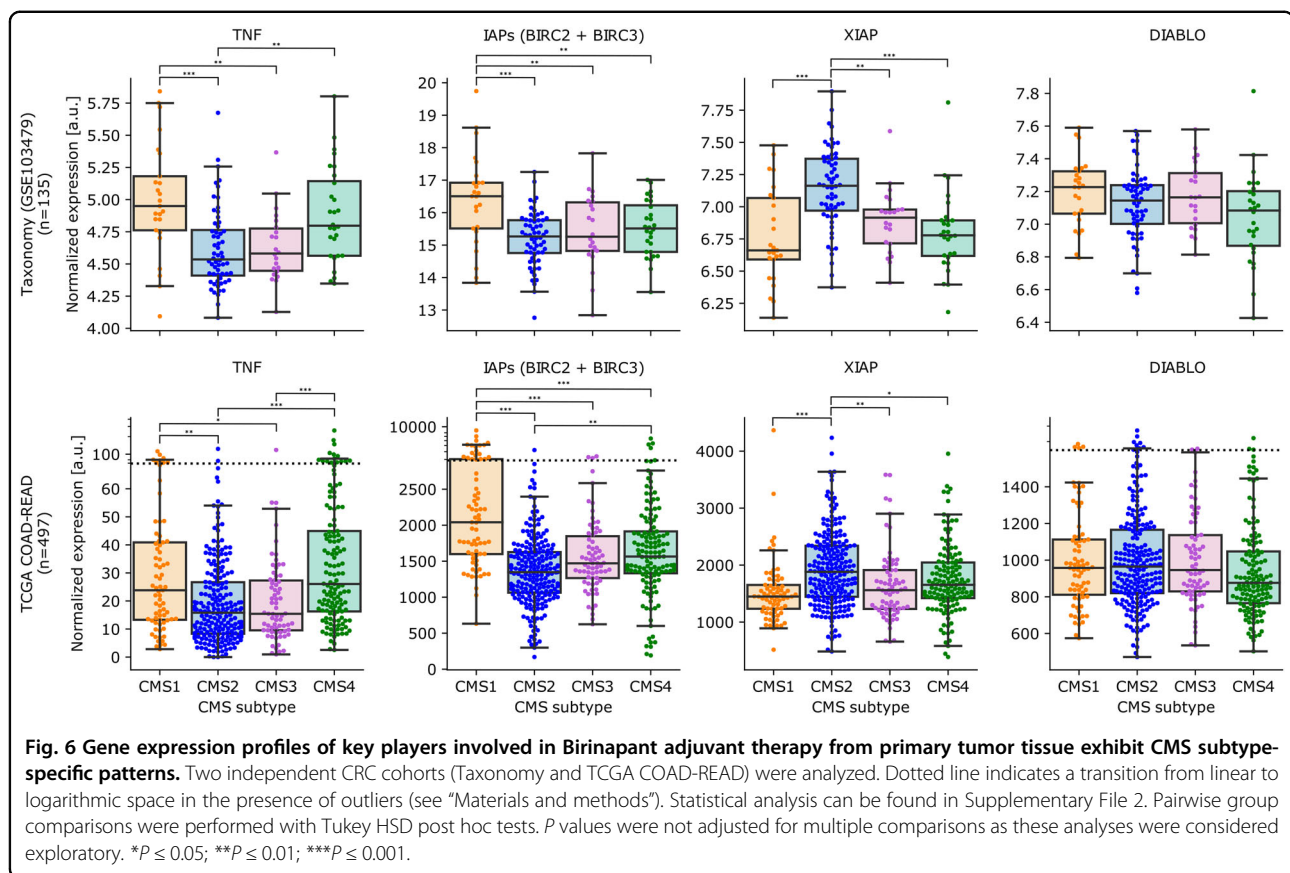 TNF
IAPs (BIRC2 + BIRC3)
XIAP
DIABLO
Taxonomy (GSE103479)
(n=135)
Normalized expression [a.u.]
5.75
5.50
5.25
5.00
4.75
4.50
4.25
4.00
*** ** **
20
19
18
17
16
15
14
13
*** ** **
7.75
7.50
7.25
7.00
6.75
6.50
6.25
*** ** ***
7.8
7.6
7.4
7.2
7.0
6.8
6.6
6.4
TNF
IAPs (BIRC2 + BIRC3)
XIAP
DIABLO
TCGA COAD-READ
(n=497)
Normalized expression [a.u.]
100
60
50
40
30
20
10
0
** * *** ***
10000
2500
2000
1500
1000
500
0
*** *** *** **
4000
3000
2000
1000
*** ** *
1400
1200
1000
800
600
CMS1 CMS2 CMS3 CMS4
CMS subtype
CMS1 CMS2 CMS3 CMS4
CMS subtype
CMS1 CMS2 CMS3 CMS4
CMS subtype
CMS1 CMS2 CMS3 CMS4
CMS subtype
Fig. 6 Gene expression profiles of key players involved in Birinapant adjuvant therapy from primary tumor tissue exhibit CMS subtype-
specific patterns. Two independent CRC cohorts (Taxonomy and TCGA COAD-READ) were analyzed. Dotted line indicates a transition from linear to
logarithmic space in the presence of outliers (see “Materials and methods”). Statistical analysis can be found in Supplementary File 2. Pairwise group
comparisons were performed with Tukey HSD post hoc tests. P values were not adjusted for multiple comparisons as these analyses were considered
exploratory. *P ≤ 0.05; **P ≤ 0.01; ***P ≤ 0.001.